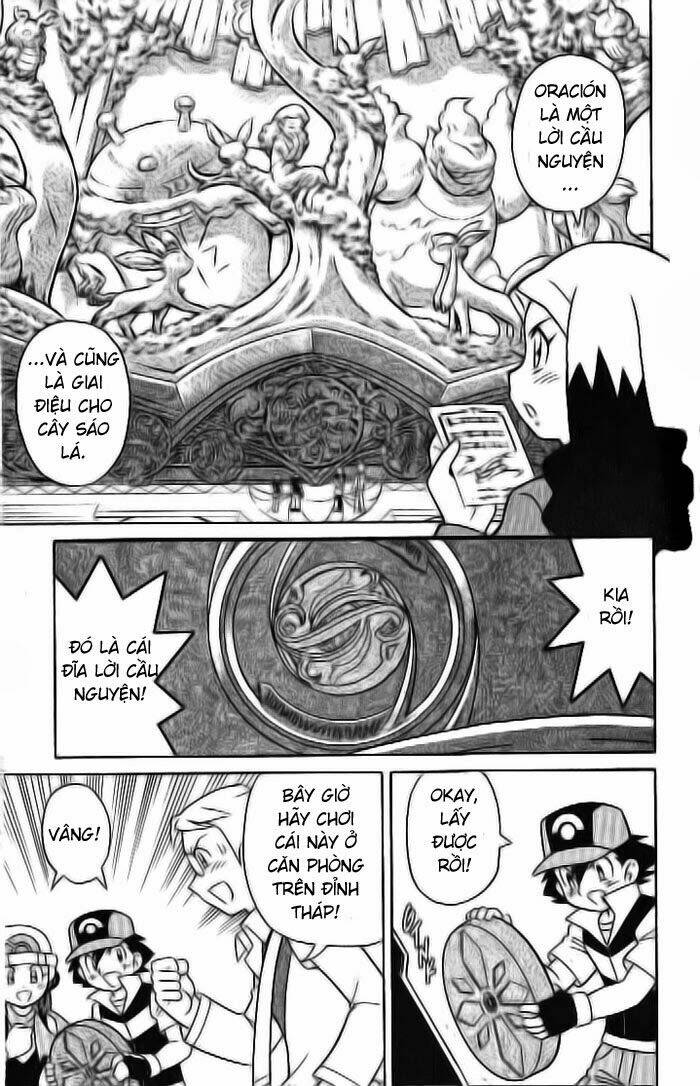 ORACIÓN
LÀ MỘT
LỜI CẦU
NGUYỆN
...
...VÀ CŨNG
LÀ GIAI
ĐIỆU CHO
CÂY SÁO
LÁ.
KIA
RỒI!
ĐÓ LÀ CÁI
ĐĨA LỜI CẦU
NGUYỆN!
OKAY,
LẤY
ĐƯỢC
RỒI!
BÂY GIỜ
HÃY CHƠI
CÁI NÀY Ở
CĂN PHÒNG
TRÊN ĐỈNH
THÁP!
VÂNG!